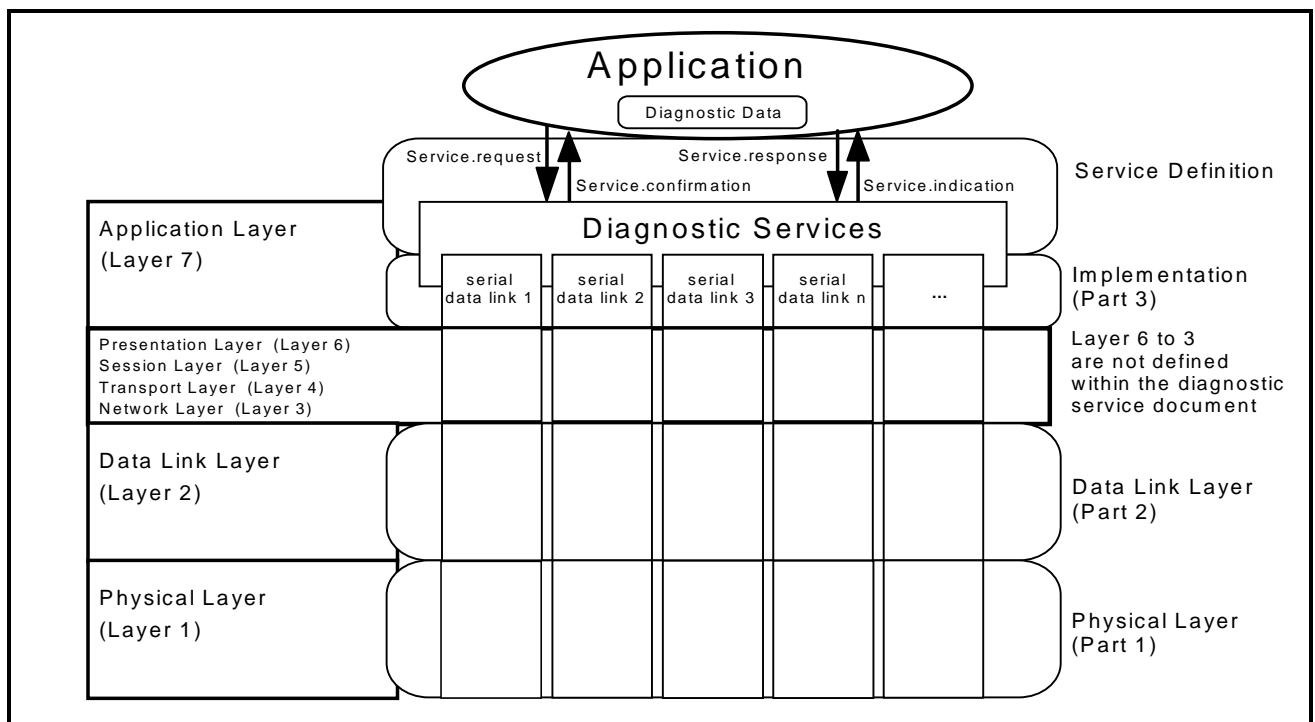 Application
Diagnostic Data
Service.request
Service.response
Service.confirmation
Service.indication
Service Definition
Diagnostic Services
Application Layer
(Layer 7)
serial
data link 1
serial
data link 2
serial
data link 3
serial
data link n
...
Implementation
(Part 3)
Presentation Layer (Layer 6)
Session Layer (Layer 5)
Transport Layer (Layer 4)
Network Layer (Layer 3)
Layer 6 to 3
are not defined
within the diagnostic
service document
Data Link Layer
(Layer 2)
Data Link Layer
(Part 2)
Physical Layer
(Layer 1)
Physical Layer
(Part 1)